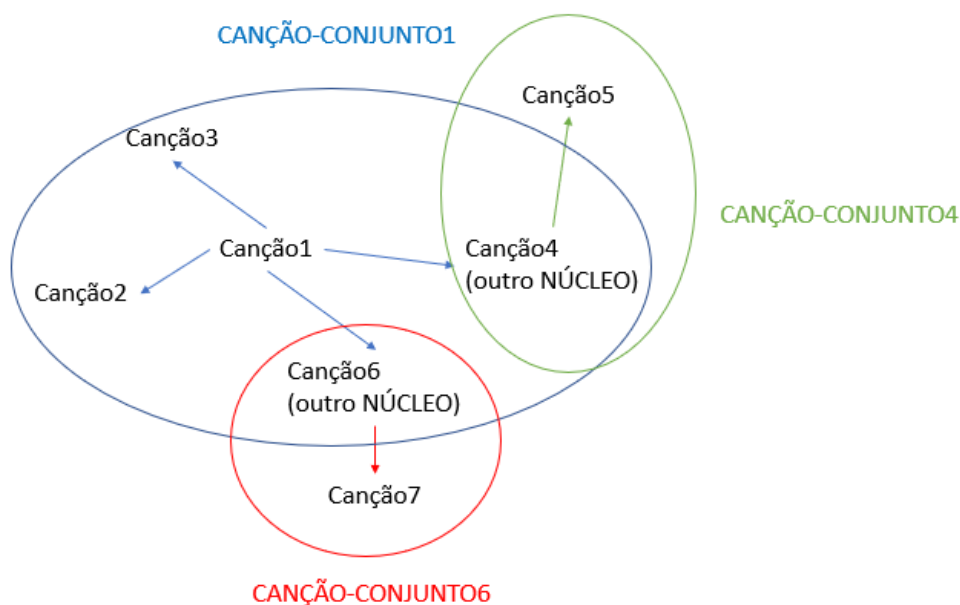 CANÇÃO-CONJUNTO1
Canção5
Canção3
CANÇÃO-CONJUNTO4
Canção1
Canção4
(outro NÚCLEO)
Canção2
Canção6
(outro NÚCLEO)
Canção7
CANÇÃO-CONJUNTO6